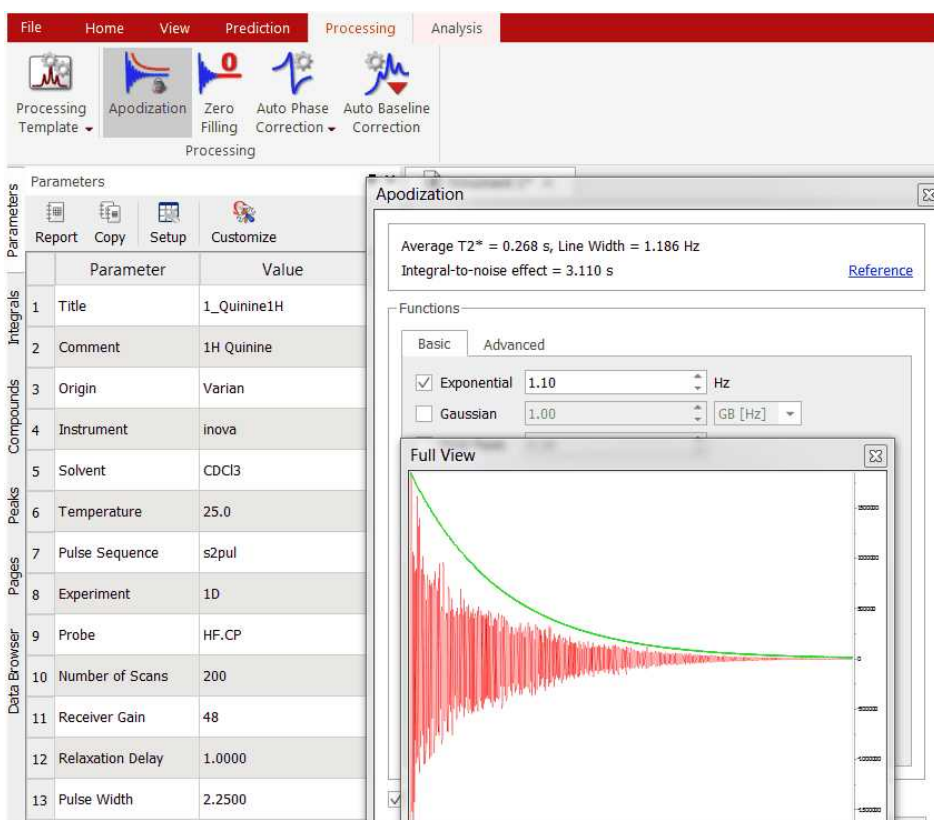 File Home View Prediction Processing Analysis
Processing Template
Apodization
Zero Filling
Auto Phase Correction
Auto Baseline Correction
Processing
Parameters
Integrals
Compounds
Peaks
Pages
Data Browser
Parameters
Report Copy Setup Customize
Parameter Value
1 Title 1_Quinine1H
2 Comment 1H Quinine
3 Origin Varian
4 Instrument inova
5 Solvent CDCl3
6 Temperature 25.0
7 Pulse Sequence s2pul
8 Experiment 1D
9 Probe HF.CP
10 Number of Scans 200
11 Receiver Gain 48
12 Relaxation Delay 1.0000
13 Pulse Width 2.2500
Apodization
Average T2* = 0.268 s, Line Width = 1.186 Hz
Integral-to-noise effect = 3.110 s Reference
Functions
Basic Advanced
Exponential 1.10 Hz
Gaussian 1.00 GB [Hz]
Full View
0